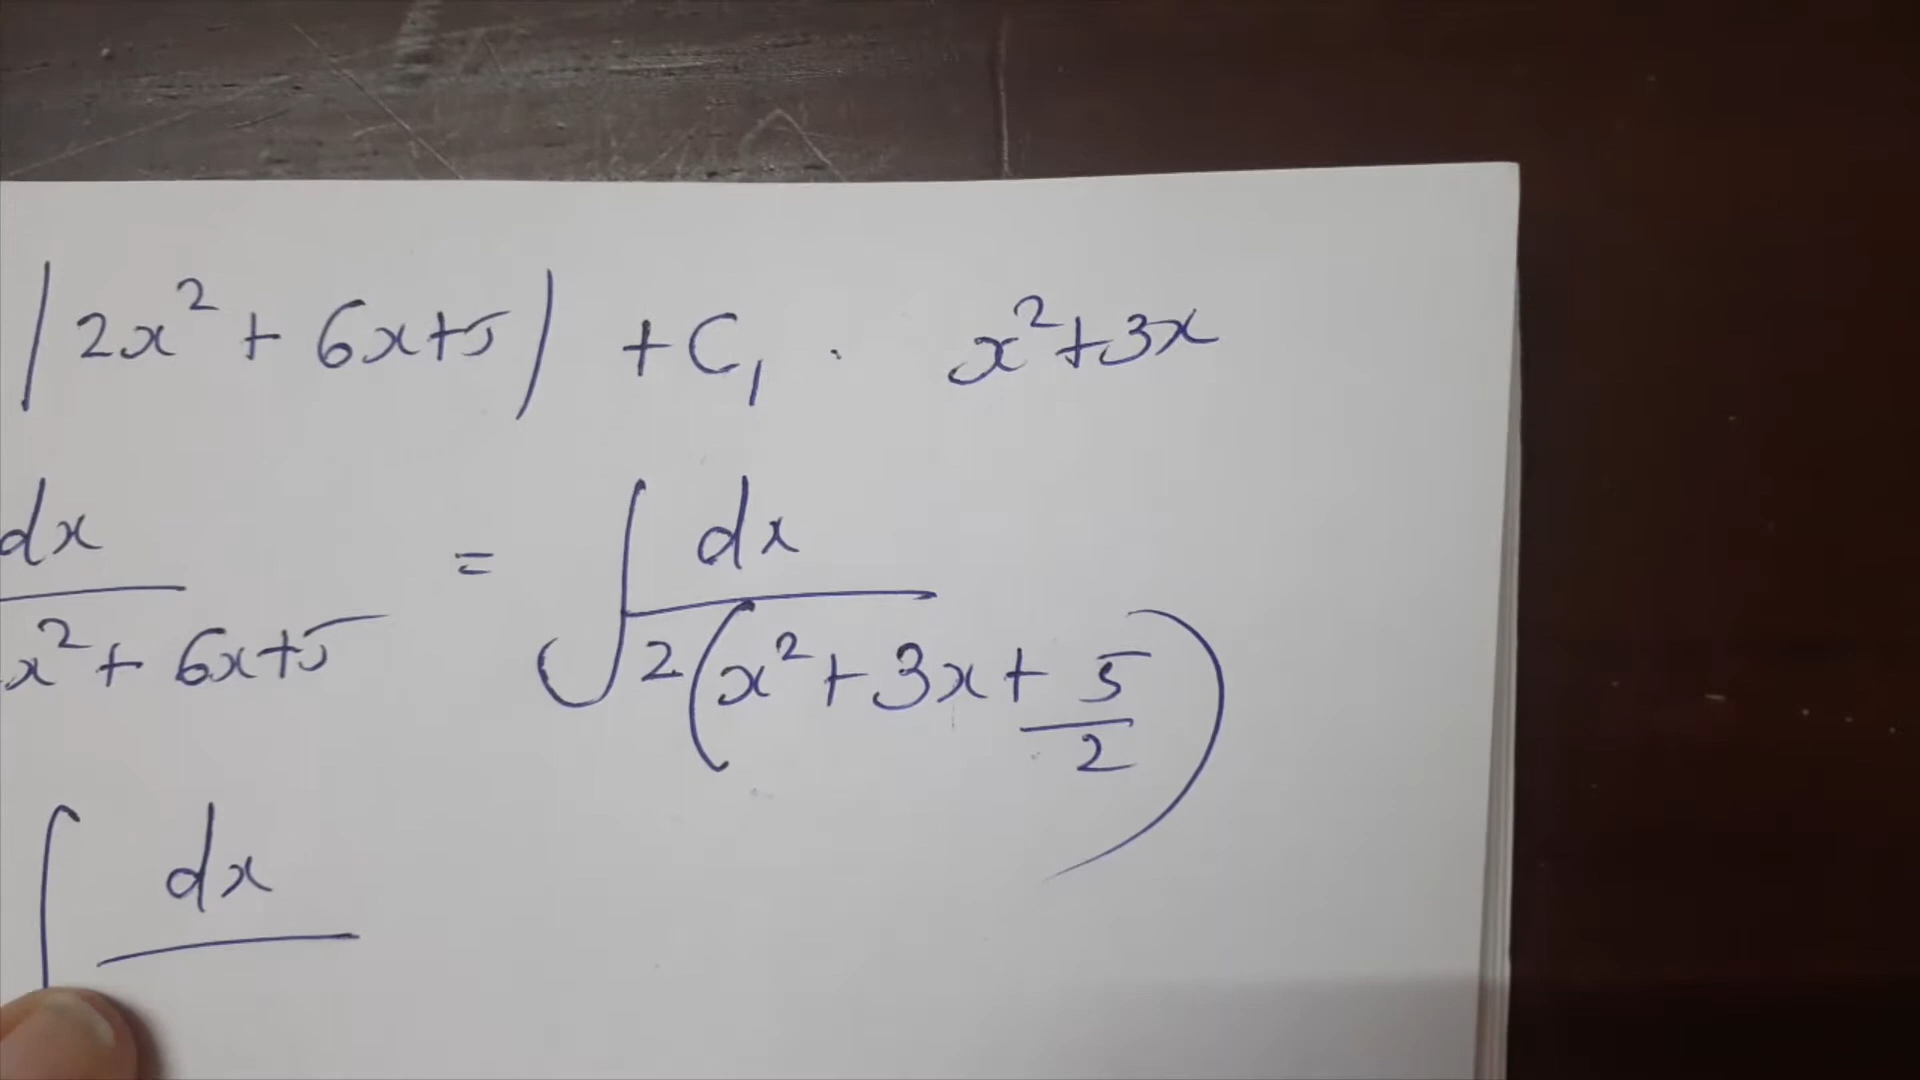 |2x² + 6x+5| + C₁ . x²+3x
dx = ∫ dx
x² + 6x+5 2(x²+3x+ 5/2)
∫ dx